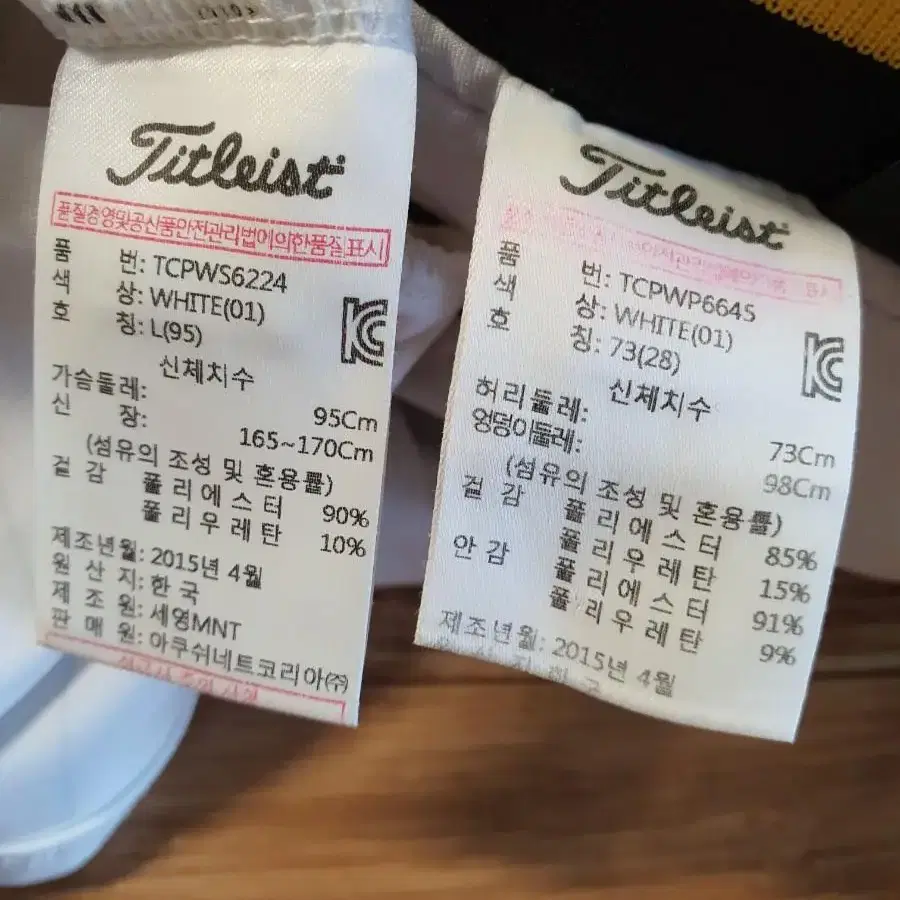 Titleist
품질경영및공산품안전관리법에의한품질표시
품 번: TCPWS6224
색 상: WHITE(01)
호 칭: L(95)
신체치수
가슴둘레: 95Cm
신 장: 165~170Cm
(섬유의 조성 및 혼용률)
겉 감 폴리에스터 90%
폴리우레탄 10%
제조년월: 2015년 4월
원 산 지: 한 국
제 조 원: 세영MNT
판 매 원: 아쿠쉬네트코리아(주)
Titleist
품 번: TCPWP6645
색 상: WHITE(01)
호 칭: 73(28)
신체치수
허리둘레: 73Cm
엉덩이둘레: 98Cm
(섬유의 조성 및 혼용률)
겉 감 폴리에스터 85%
폴리우레탄 15%
안 감 폴리에스터 91%
폴리우레탄 9%
제조년월: 2015년 4월